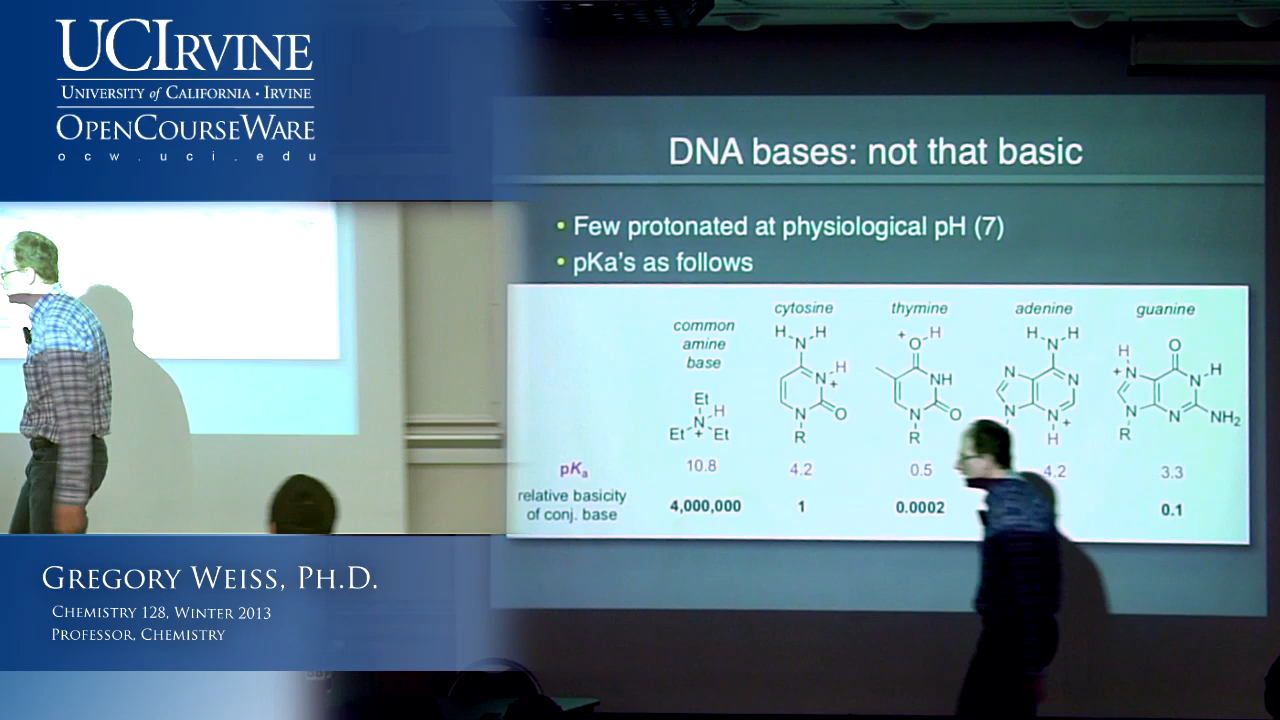 UCIRVINE
UNIVERSITY of CALIFORNIA · IRVINE
OPENCOURSEWARE
ocw.uci.edu
GREGORY WEISS, PH.D.
CHEMISTRY 128, WINTER 2013
PROFESSOR, CHEMISTRY
DNA bases: not that basic
• Few protonated at physiological pH (7)
• pKa's as follows
common amine base
cytosine
thymine
adenine
guanine
Et
H
N
Et + Et
H H
N
N H
+
N O
R
+ H
O
NH
N O
R
H H
N
N N
N N +
H
H
+ N O
N H
N N NH2
R
pKa 10.8 4.2 0.5 4.2 3.3
relative basicity
of conj. base 4,000,000 1 0.0002 0.1